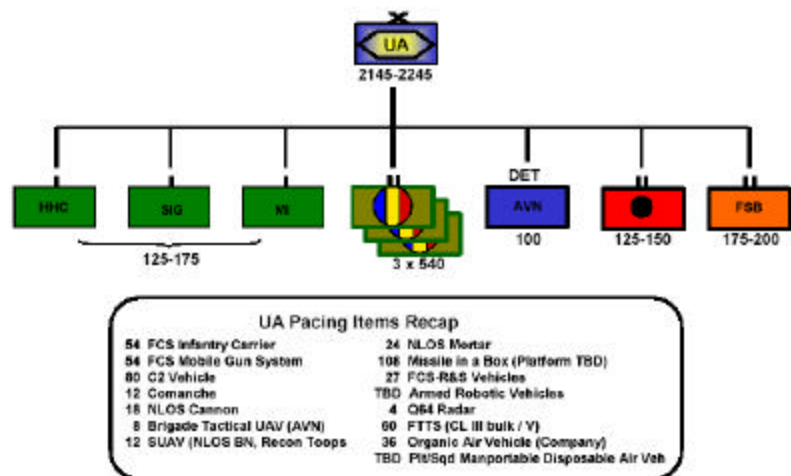 UA
2145-2245
DET
HHC
SIG
MI
AVN
FSB
125-175
3 x 540
100
125-150
175-200
UA Pacing Items Recap
54 FCS Infantry Carrier
54 FCS Mobile Gun System
80 C2 Vehicle
12 Comanche
18 NLOS Cannon
8 Brigade Tactical UAV (AVN)
12 SUAV (NLOS BN, Recon Toops
24 NLOS Mortar
108 Missile in a Box (Platform TBD)
27 FCS-R&S Vehicles
TBD Armed Robotic Vehicles
4 Q64 Radar
60 FTTS (CL III bulk / V)
36 Organic Air Vehicle (Company)
TBD Plt/Sqd Manportable Disposable Air Veh